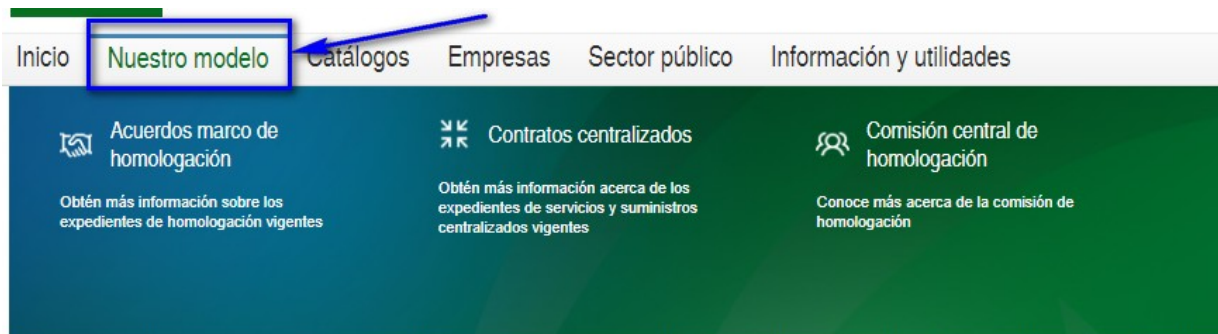 Inicio Nuestro modelo Catálogos Empresas Sector público Información y utilidades
Acuerdos marco de
homologación
Obtén más información sobre los
expedientes de homologación vigentes
Contratos centralizados
Obtén más información acerca de los
expedientes de servicios y suministros
centralizados vigentes
Comisión central de
homologación
Conoce más acerca de la comisión de
homologación